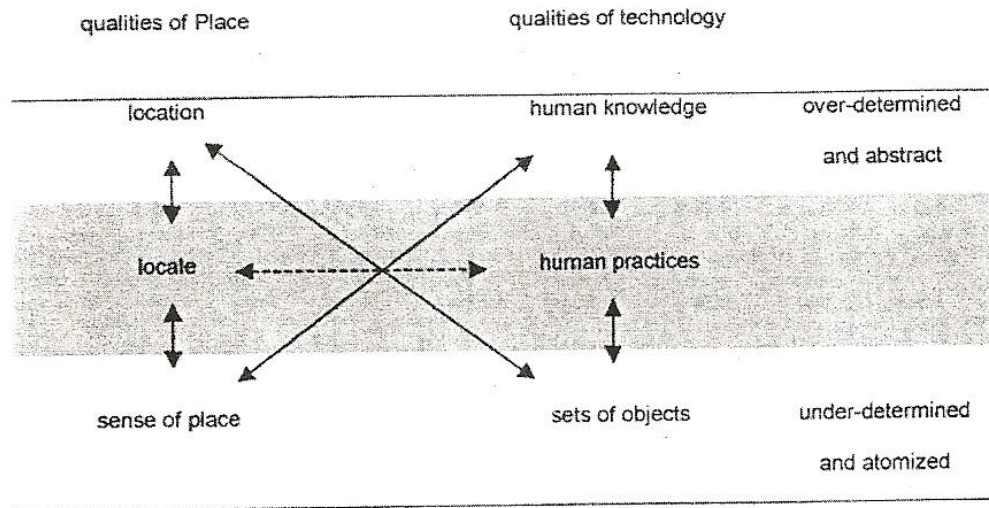 qualities of Place
qualities of technology
location
human knowledge
over-determined
and abstract
locale
human practices
sense of place
sets of objects
under-determined
and atomized